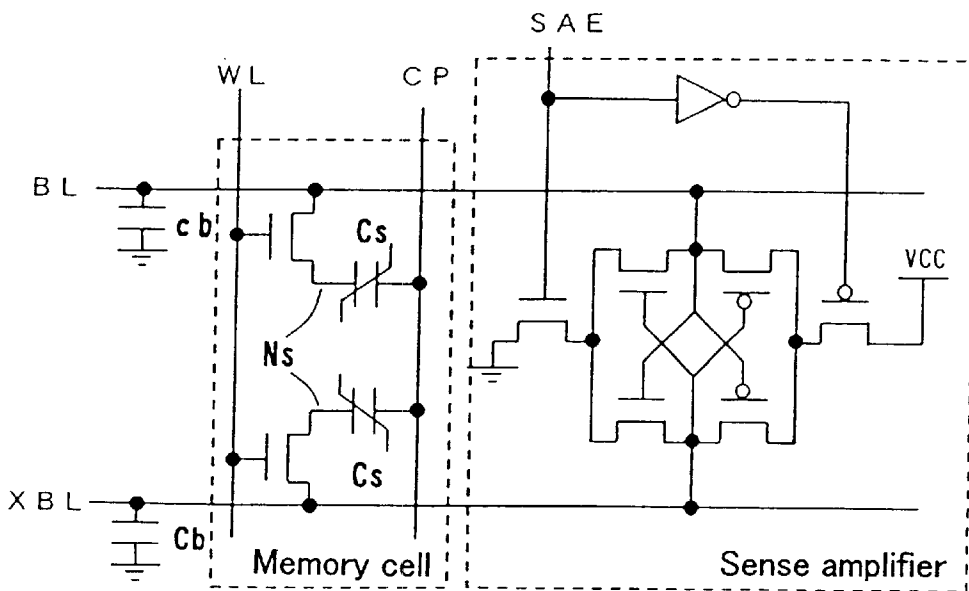 SAE
WL
CP
BL
cb
Cs
VCC
Ns
Cs
XBL
Cb
Memory cell
Sense amplifier